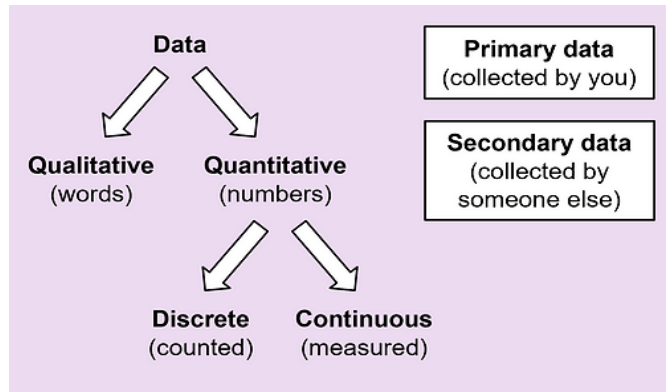 Data
Qualitative
(words)
Quantitative
(numbers)
Discrete
(counted)
Continuous
(measured)
Primary data
(collected by you)
Secondary data
(collected by
someone else)